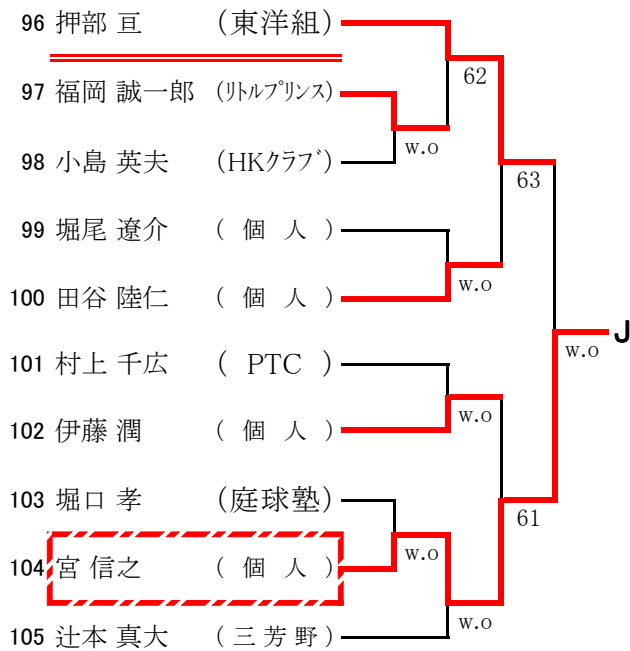 96 押部 亘 (東洋組)
62
97 福岡 誠一郎 (リトルプリンス)
w.o
98 小島 英夫 (HKクラブ)
63
99 堀尾 遼介 ( 個 人 )
w.o
100 田谷 陸仁 ( 個 人 )
w.o J
101 村上 千広 ( PTC )
w.o
102 伊藤 潤 ( 個 人 )
103 堀口 孝 (庭球塾)
61
w.o
104 宮 信之 ( 個 人 )
w.o
105 辻本 真大 (三芳野)